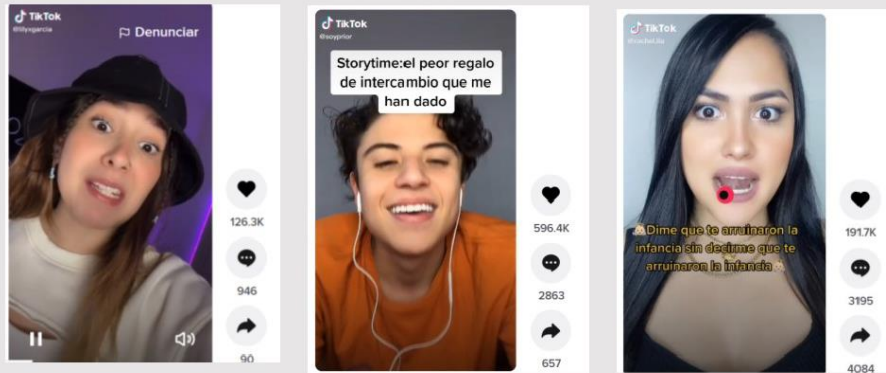 TikTok
@lilyxgarcia
Denunciar
126.3K
946
90
TikTok
@soyprior
Storytime:el peor regalo
de intercambio que me
han dado
596.4K
2863
657
TikTok
Dime que te arruinaron la
infancia sin decirme que te
arruinaron la infancia
191.7K
3195
4084